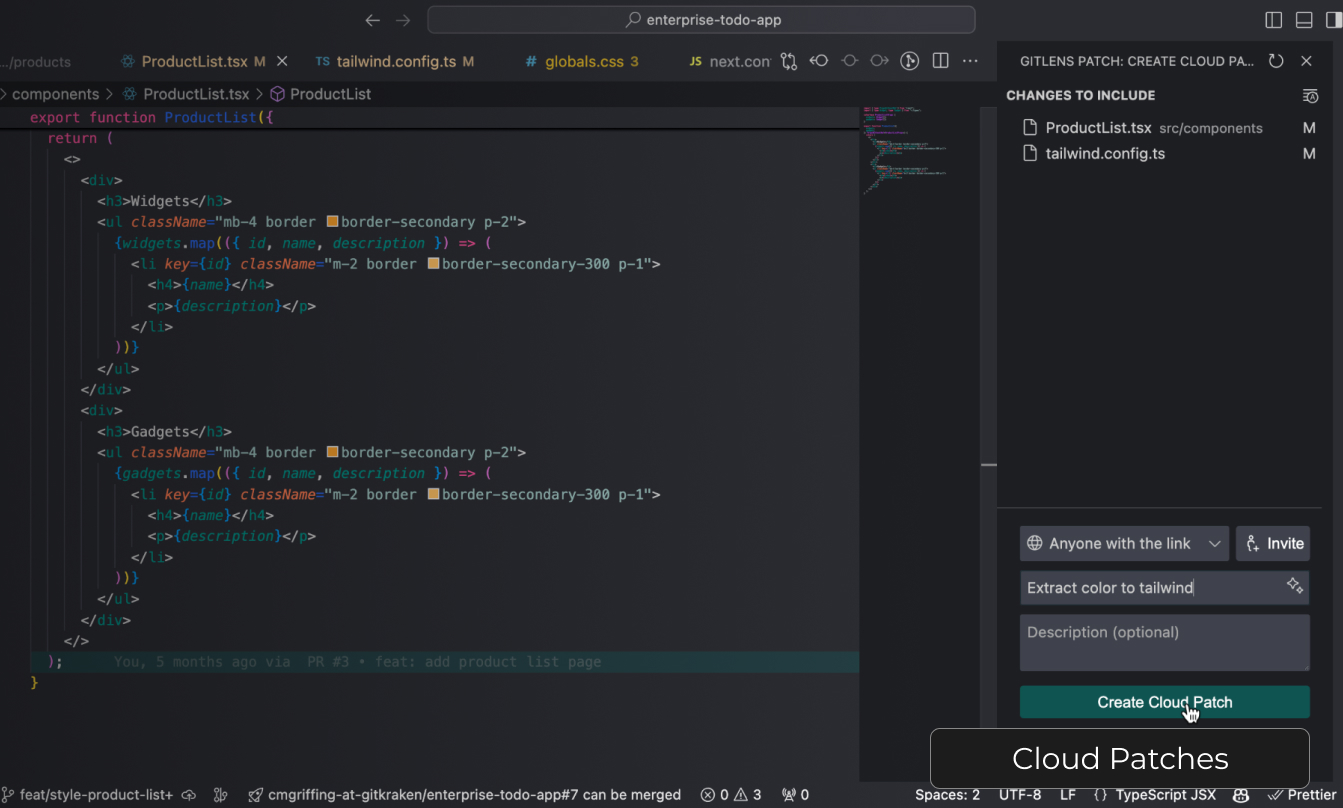 enterprise-todo-app
.../products
ProductList.tsx M
TS tailwind.config.ts M
# globals.css 3
JS next.con
components > ProductList.tsx > ProductList
export function ProductList({
return (
<>
<div>
<h3>Widgets</h3>
<ul className="mb-4 border border-secondary p-2">
{widgets.map(({ id, name, description }) => (
<li key={id} className="m-2 border border-secondary-300 p-1">
<h4>{name}</h4>
<p>{description}</p>
</li>
))}
</ul>
</div>
<div>
<h3>Gadgets</h3>
<ul className="mb-4 border border-secondary p-2">
{gadgets.map(({ id, name, description }) => (
<li key={id} className="m-2 border border-secondary-300 p-1">
<h4>{name}</h4>
<p>{description}</p>
</li>
))}
</ul>
</div>
</>
); You, 5 months ago via PR #3 • feat: add product list page
}
GITLENS PATCH: CREATE CLOUD PA...
CHANGES TO INCLUDE
ProductList.tsx src/components M
tailwind.config.ts M
Anyone with the link
Invite
Extract color to tailwind
Description (optional)
Create Cloud Patch
Cloud Patches
feat/style-product-list+
cmgriffing-at-gitkraken/enterprise-todo-app#7 can be merged
0 3
0
Spaces: 2
UTF-8
LF
{ } TypeScript JSX
Prettier